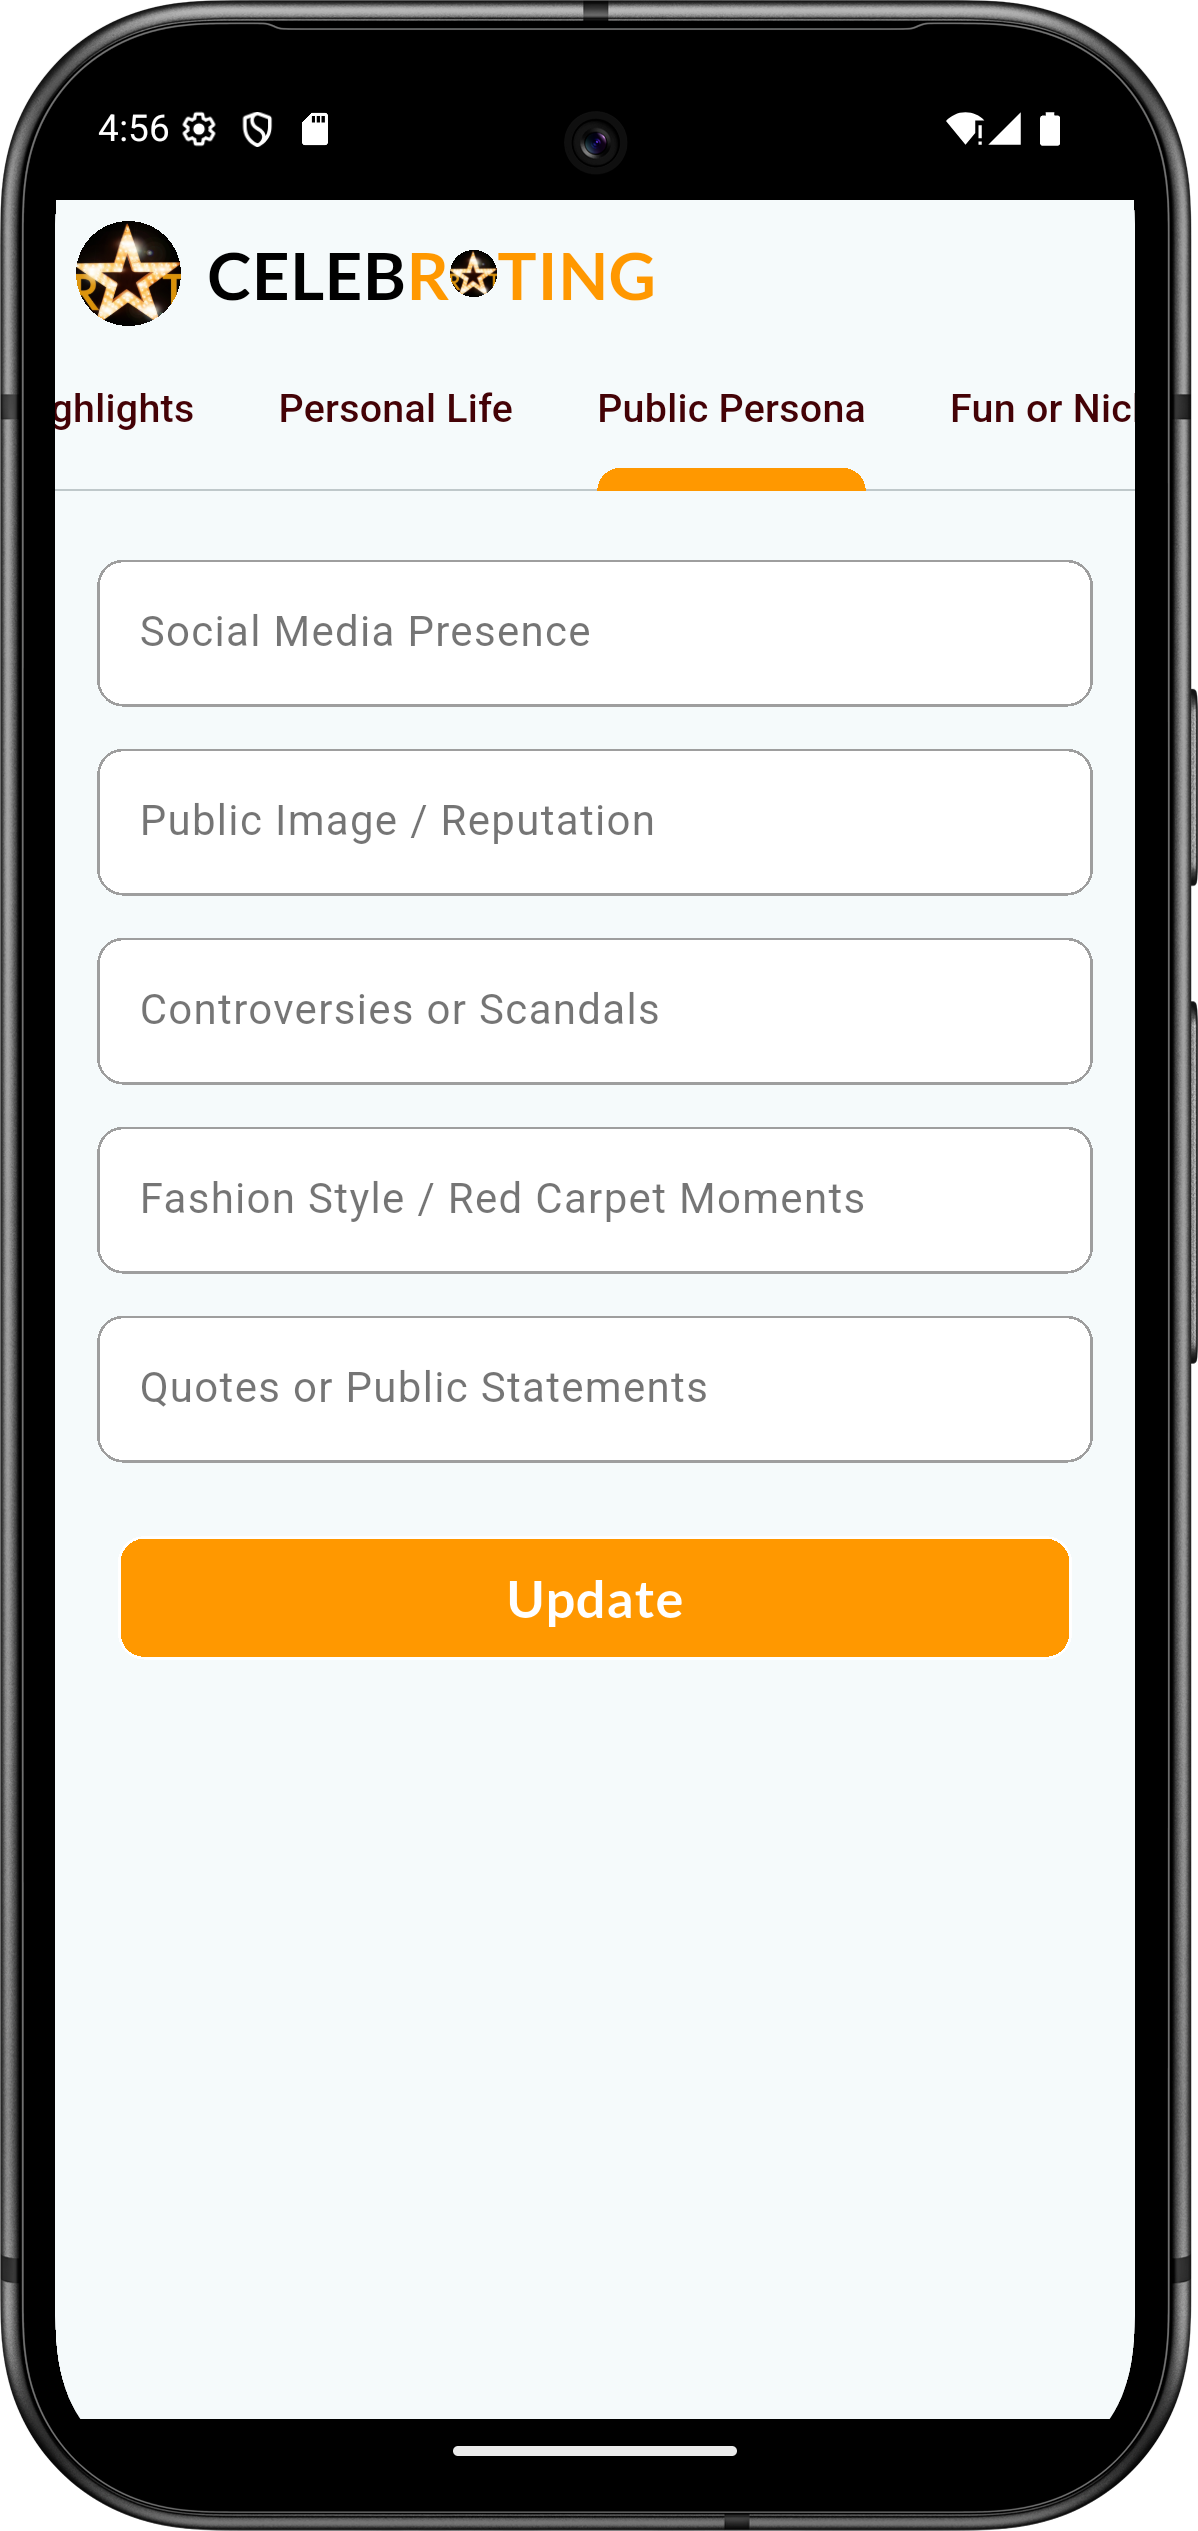 4:56
CELEBR TING
ghlights Personal Life Public Persona Fun or Nic
Social Media Presence
Public Image / Reputation
Controversies or Scandals
Fashion Style / Red Carpet Moments
Quotes or Public Statements
Update